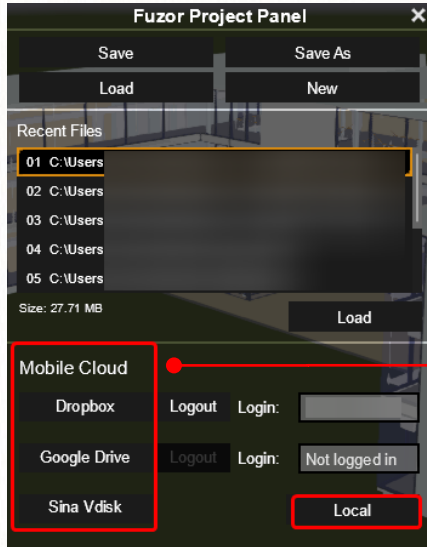 Fuzor Project Panel ×
Save Save As
Load New
Recent Files
01 C:\Users
02 C:\Users
03 C:\Users
04 C:\Users
05 C:\Users
Size: 27.71 MB
Load
Mobile Cloud
Dropbox Logout Login:
Google Drive Logout Login: Not logged in
Sina Vdisk Local